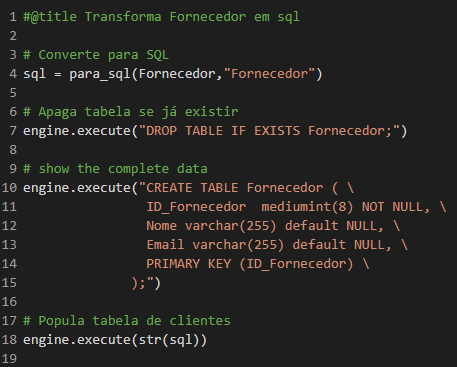 1 #@title Transforma Fornecedor em sql
2
3 # Converte para SQL
4 sql = para_sql(Fornecedor,"Fornecedor")
5
6 # Apaga tabela se já existir
7 engine.execute("DROP TABLE IF EXISTS Fornecedor;")
8
9 # show the complete data
10 engine.execute("CREATE TABLE Fornecedor ( \
11                ID_Fornecedor  mediumint(8) NOT NULL, \
12                Nome varchar(255) default NULL, \
13                Email varchar(255) default NULL, \
14                PRIMARY KEY (ID_Fornecedor) \
15              );")
16
17 # Popula tabela de clientes
18 engine.execute(str(sql))
19